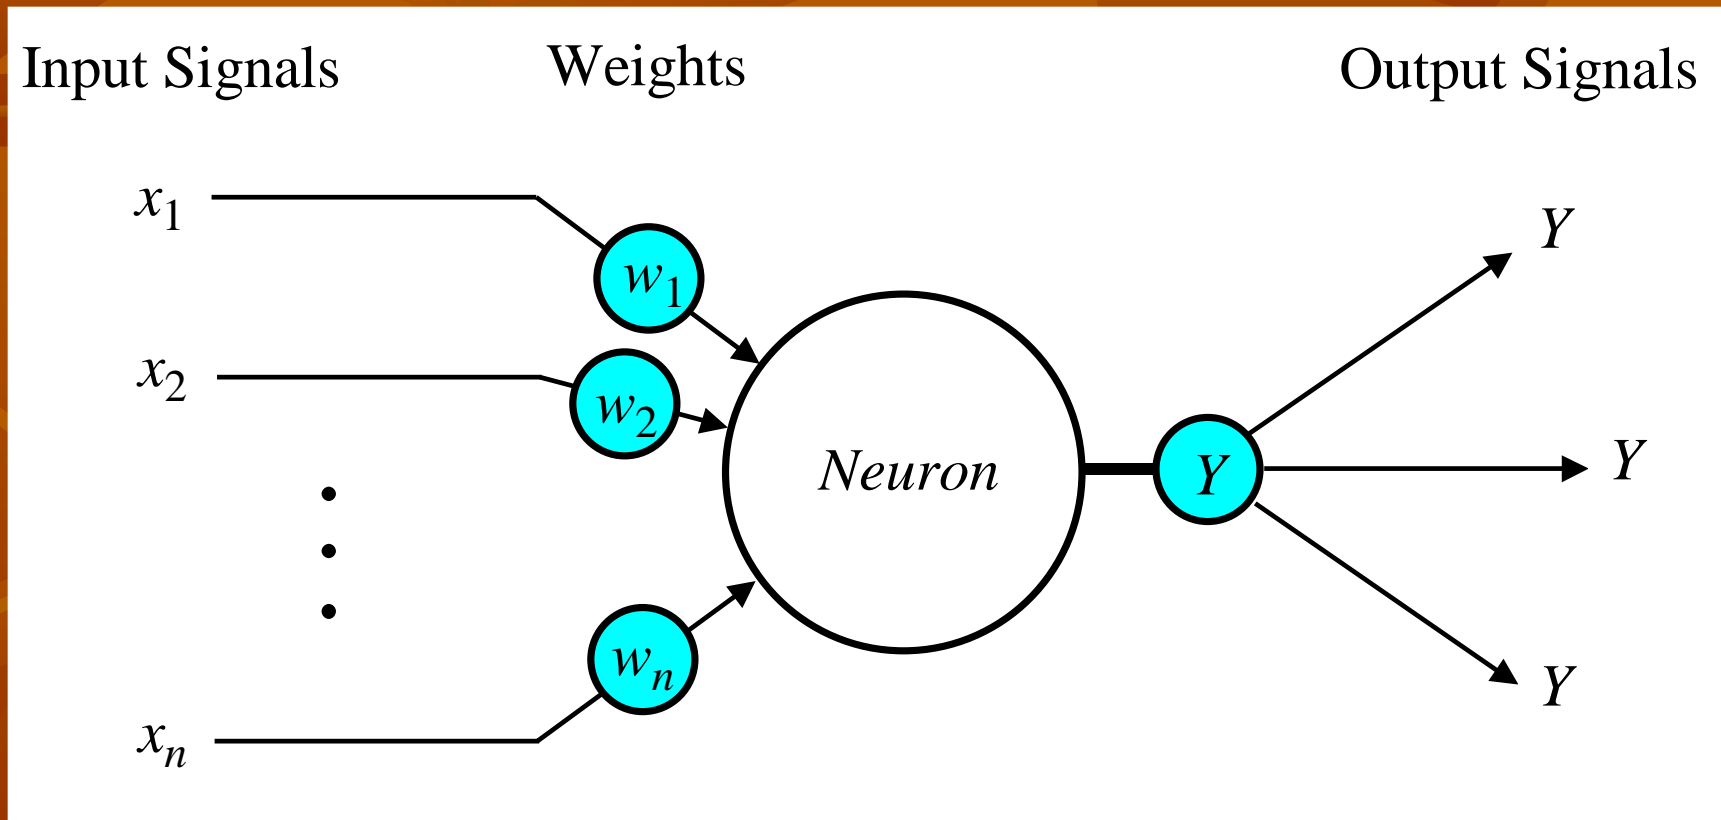 Input Signals Weights Output Signals
x1
w1
Y
x2
w2
Neuron
Y
Y
wn
Y
xn